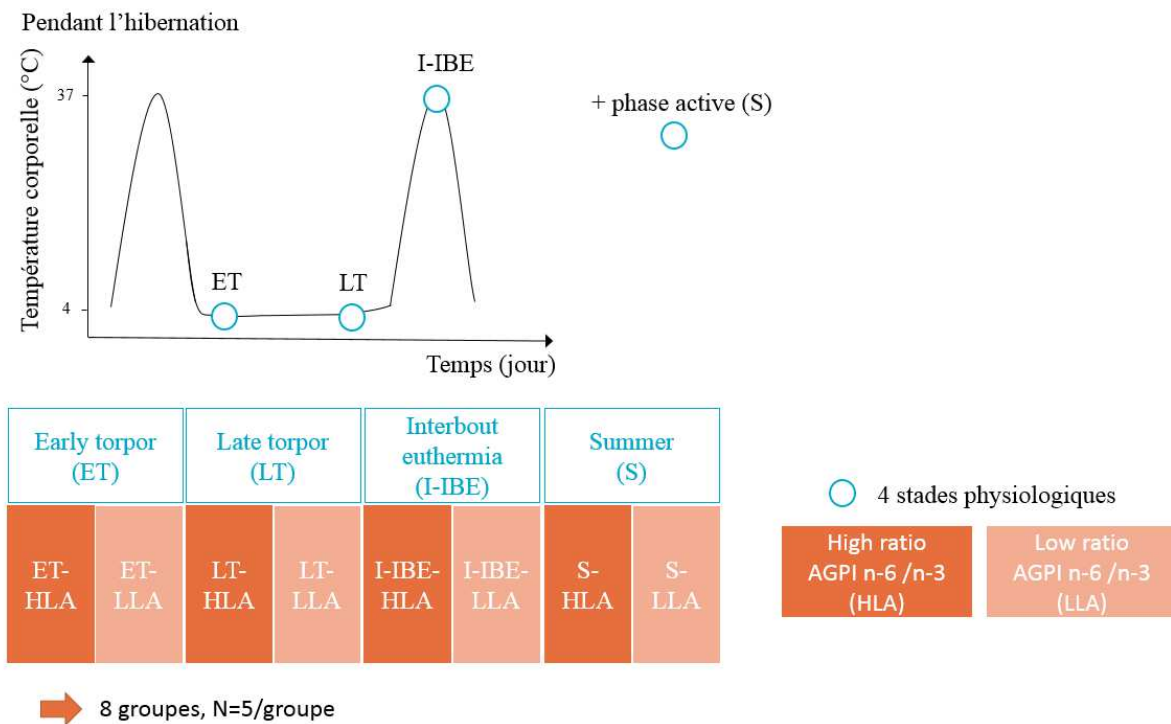 Pendant l’hibernation
Température corporelle (°C)
37
4
I-IBE
ET
LT
Temps (jour)
+ phase active (S)
Early torpor
(ET)
Late torpor
(LT)
Interbout
euthermia
(I-IBE)
Summer
(S)
ET-
HLA
ET-
LLA
LT-
HLA
LT-
LLA
I-IBE-
HLA
I-IBE-
LLA
S-
HLA
S-
LLA
4 stades physiologiques
High ratio
AGPI n-6 /n-3
(HLA)
Low ratio
AGPI n-6 /n-3
(LLA)
8 groupes, N=5/groupe